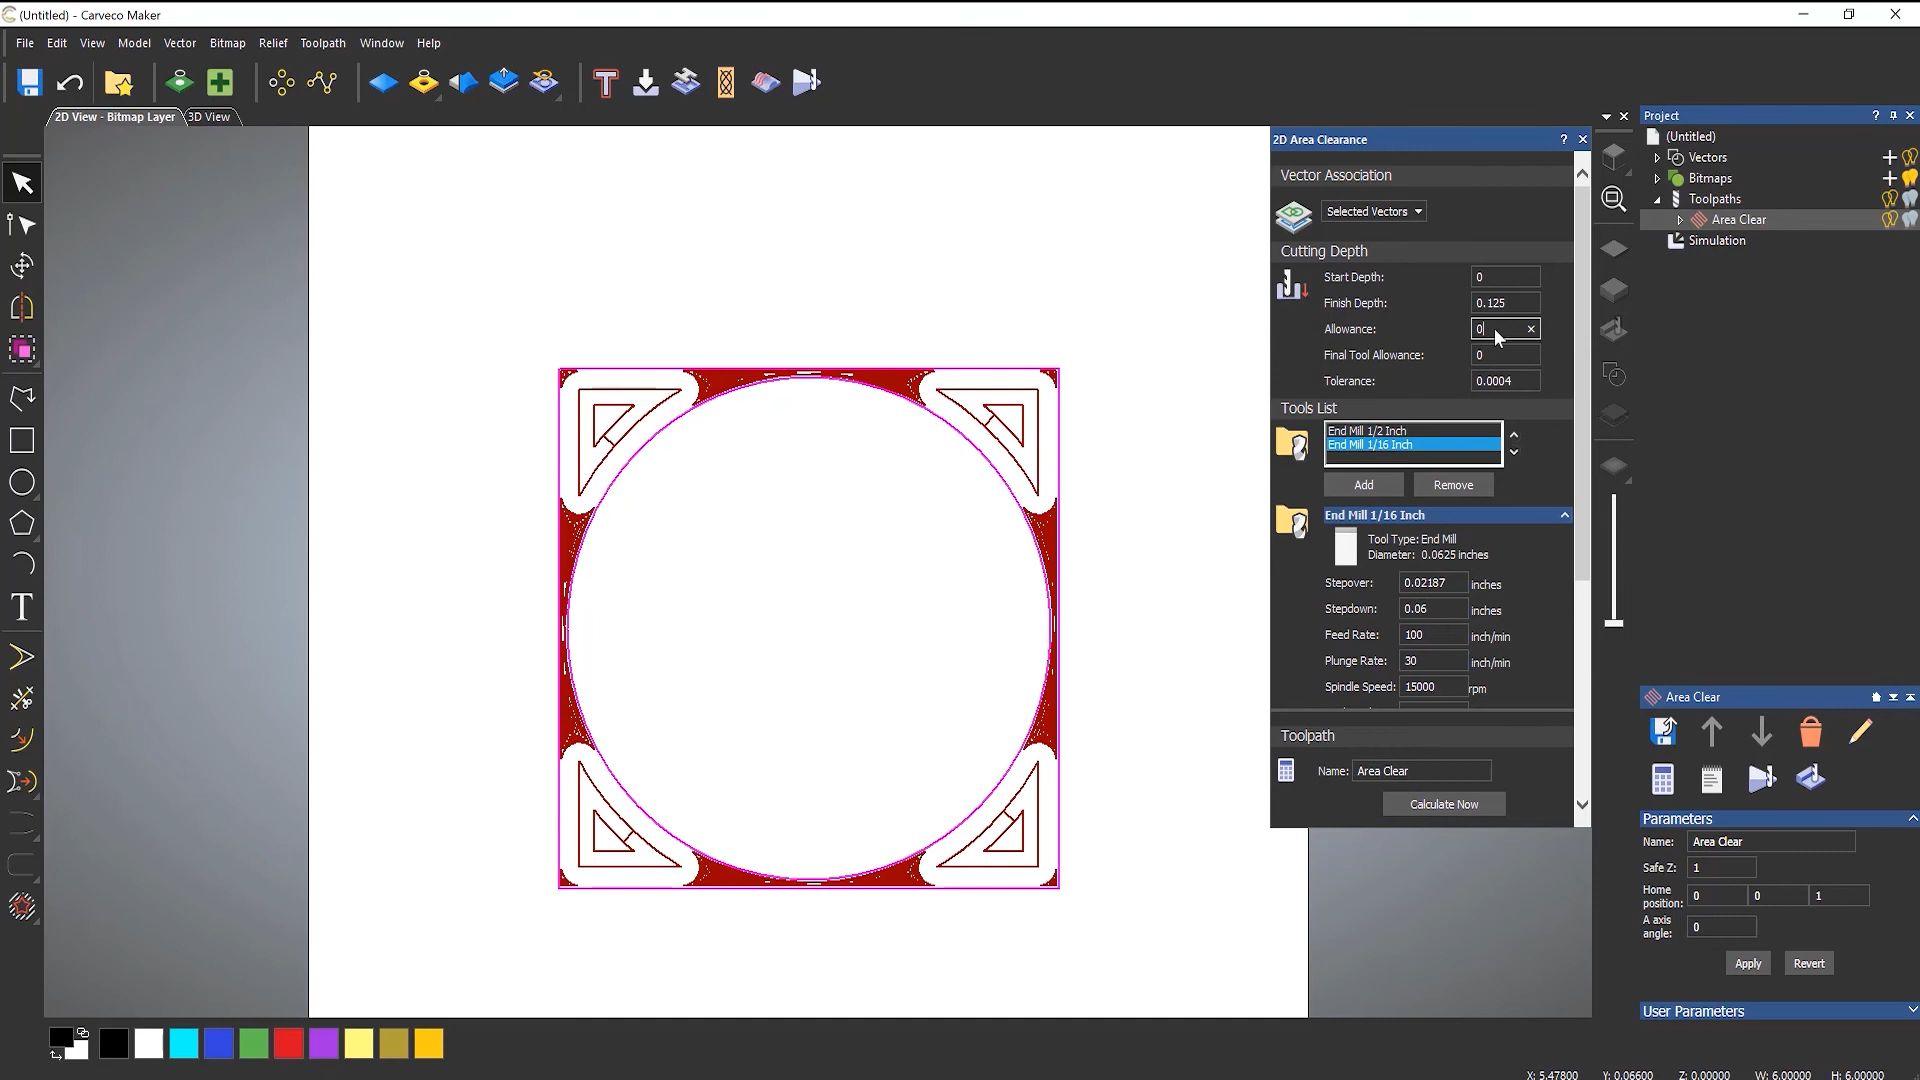 (Untitled) - Carveco Maker
File Edit View Model Vector Bitmap Relief Toolpath Window Help
2D View - Bitmap Layer 3D View
2D Area Clearance ?
Vector Association
Selected Vectors
Cutting Depth
Start Depth: 0
Finish Depth: 0.125
Allowance: 0
Final Tool Allowance: 0
Tolerance: 0.0004
Tools List
End Mill 1/2 Inch
End Mill 1/16 Inch
Add Remove
End Mill 1/16 Inch
Tool Type: End Mill
Diameter: 0.0625 inches
Stepover: 0.02187 inches
Stepdown: 0.06 inches
Feed Rate: 100 inch/min
Plunge Rate: 30 inch/min
Spindle Speed: 15000 rpm
Toolpath
Name: Area Clear
Calculate Now
Project ?
(Untitled)
Vectors
Bitmaps
Toolpaths
Area Clear
Simulation
Area Clear
Parameters
Name: Area Clear
Safe Z: 1
Home position: 0 0 1
A axis angle: 0
Apply Revert
User Parameters
X: 5.47800 Y: 0.06600 Z: 0.00000 W: 6.00000 H: 6.00000